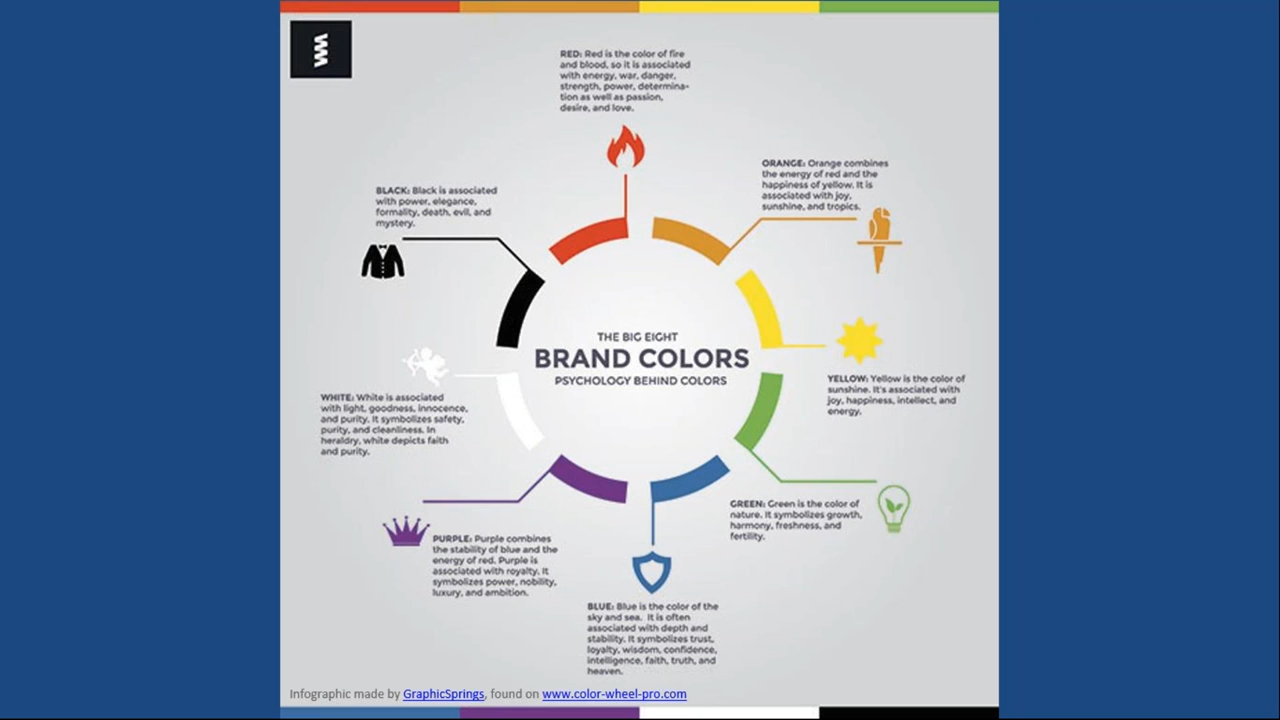 RED: Red is the color of fire
and blood, so it is associated
with energy, war, danger,
strength, power, determina-
tion as well as passion,
desire, and love.
ORANGE: Orange combines
the energy of red and the
happiness of yellow. It is
associated with joy,
sunshine, and tropics.
BLACK: Black is associated
with power, elegance,
formality, death, evil, and
mystery.
THE BIG EIGHT
BRAND COLORS
PSYCHOLOGY BEHIND COLORS
YELLOW: Yellow is the color of
sunshine. It's associated with
joy, happiness, intellect, and
energy.
WHITE: White is associated
with light, goodness, innocence,
and purity. It symbolizes safety,
purity, and cleanliness. In
heraldry, white depicts faith
and purity.
GREEN: Green is the color of
nature. It symbolizes growth,
harmony, freshness, and
fertility.
PURPLE: Purple combines
the stability of blue and the
energy of red. Purple is
associated with royalty. It
symbolizes power, nobility,
luxury, and ambition.
BLUE: Blue is the color of the
sky and sea. It is often
associated with depth and
stability. It symbolizes trust,
loyalty, wisdom, confidence,
intelligence, faith, truth, and
heaven.
Infographic made by GraphicSprings, found on www.color-wheel-pro.com